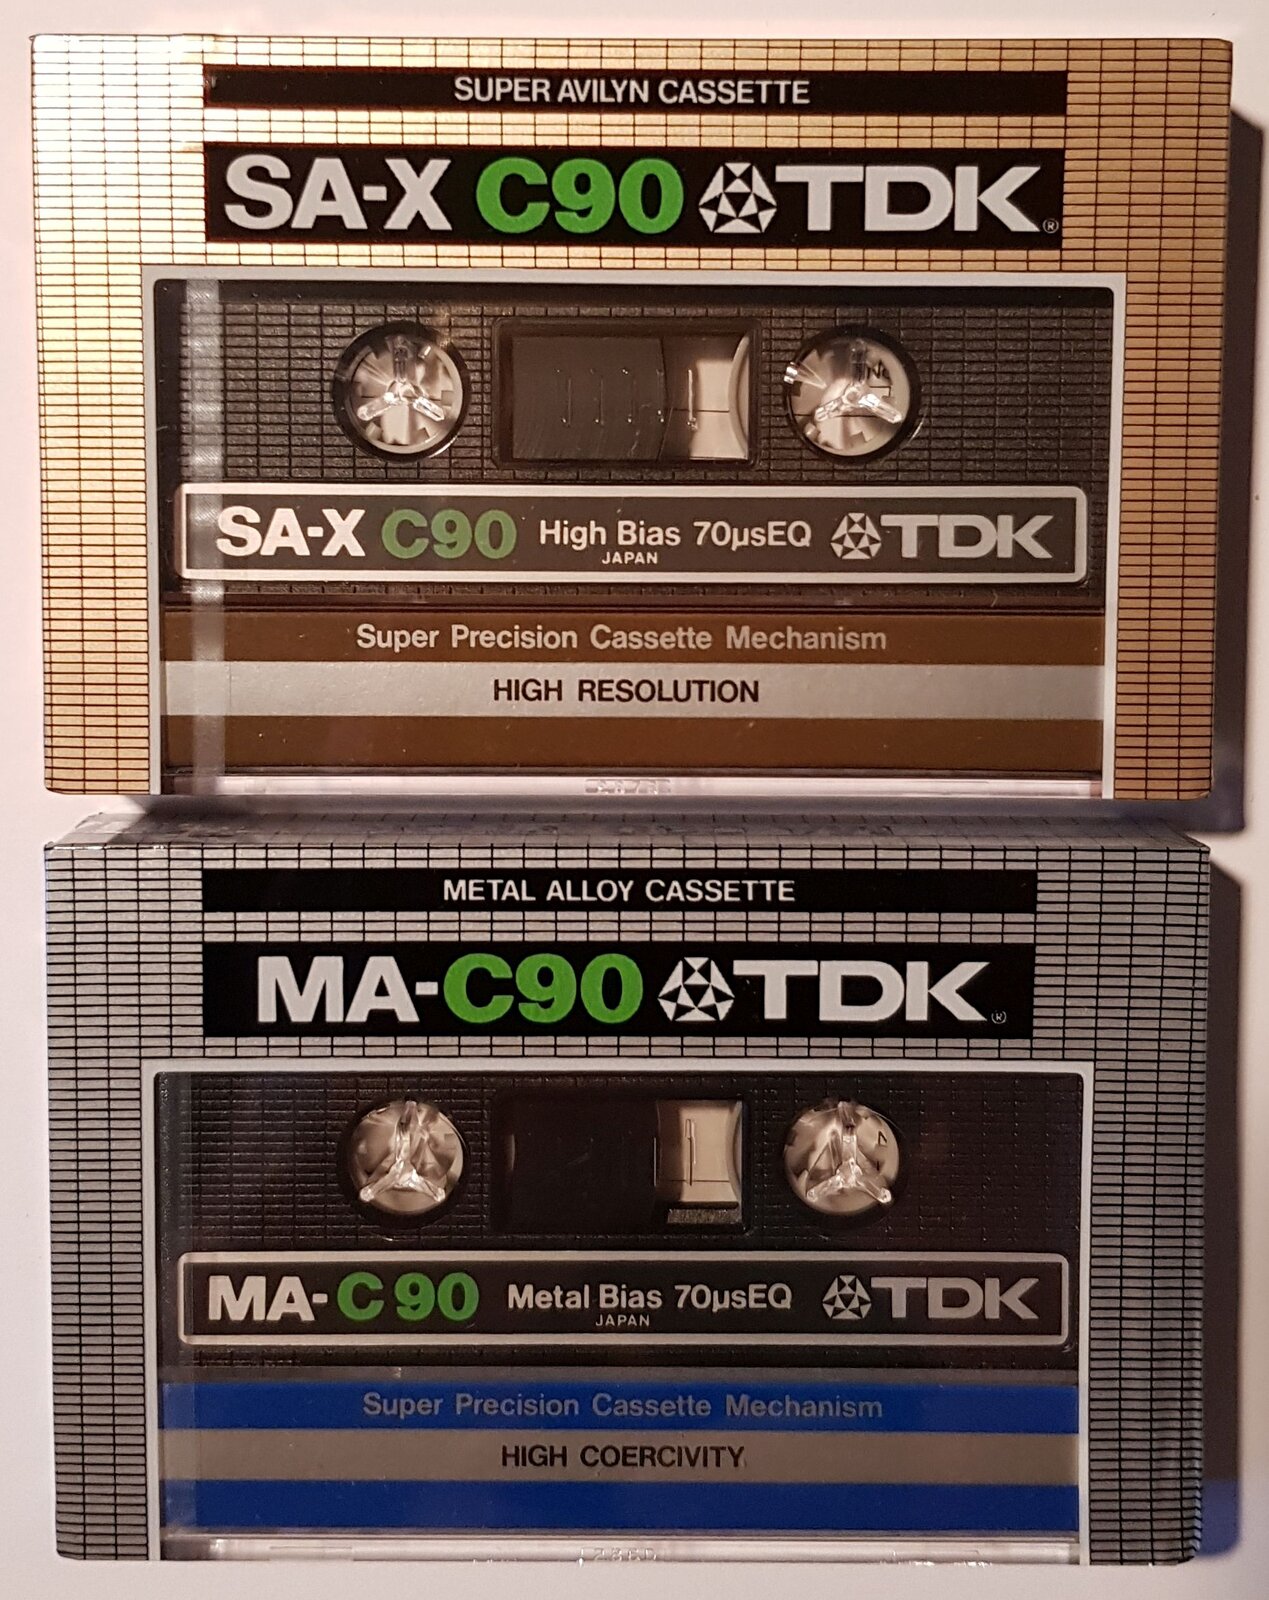 SUPER AVILYN CASSETTE
SA-X C90 TDK®
SA-X C90 High Bias 70µsEQ TDK
JAPAN
Super Precision Cassette Mechanism
HIGH RESOLUTION
METAL ALLOY CASSETTE
MA-C90 TDK®
MA-C90 Metal Bias 70µsEQ TDK
JAPAN
Super Precision Cassette Mechanism
HIGH COERCIVITY